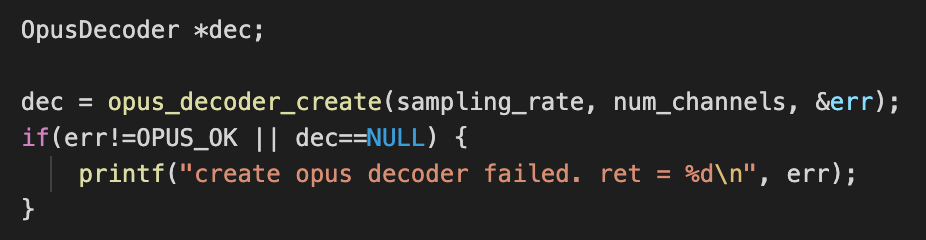 OpusDecoder *dec;

dec = opus_decoder_create(sampling_rate, num_channels, &err);
if(err!=OPUS_OK || dec==NULL) {
    printf("create opus decoder failed. ret = %d\n", err);
}